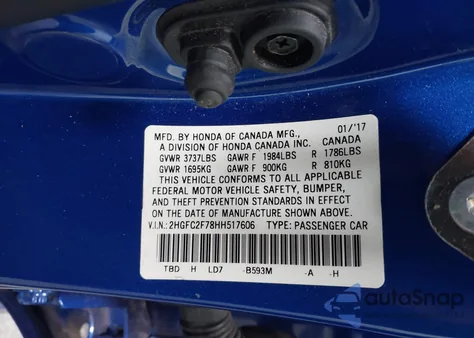 MFD. BY HONDA OF CANADA MFG., 01/'17
A DIVISION OF HONDA CANADA INC. CANADA
GVWR 3737LBS GAWR F 1984LBS R 1786LBS
GVWR 1695KG GAWR F 900KG R 810KG
THIS VEHICLE CONFORMS TO ALL APPLICABLE
FEDERAL MOTOR VEHICLE SAFETY, BUMPER,
AND THEFT PREVENTION STANDARDS IN EFFECT
ON THE DATE OF MANUFACTURE SHOWN ABOVE.
V.I.N.: 2HGFC2F78HH517606 TYPE: PASSENGER CAR
TBD H LD7 -B593M -A -H
autoSnap